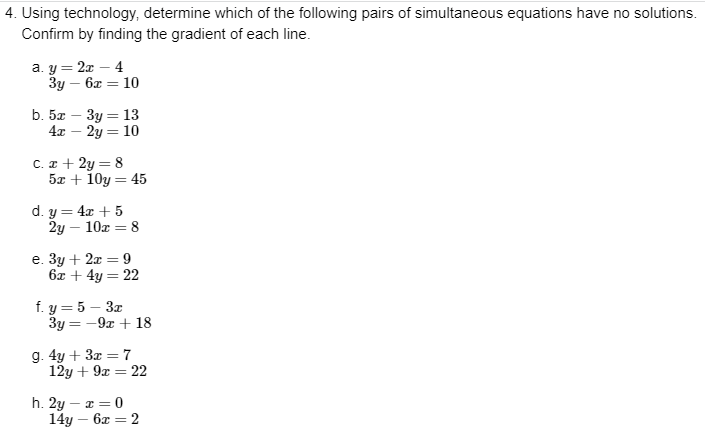 4. Using technology, determine which of the following pairs of simultaneous equations have no solutions.
Confirm by finding the gradient of each line.
a. y = 2x − 4
3y − 6x = 10
b. 5x − 3y = 13
4x − 2y = 10
c. x + 2y = 8
5x + 10y = 45
d. y = 4x + 5
2y − 10x = 8
e. 3y + 2x = 9
6x + 4y = 22
f. y = 5 − 3x
3y = −9x + 18
g. 4y + 3x = 7
12y + 9x = 22
h. 2y − x = 0
14y − 6x = 2